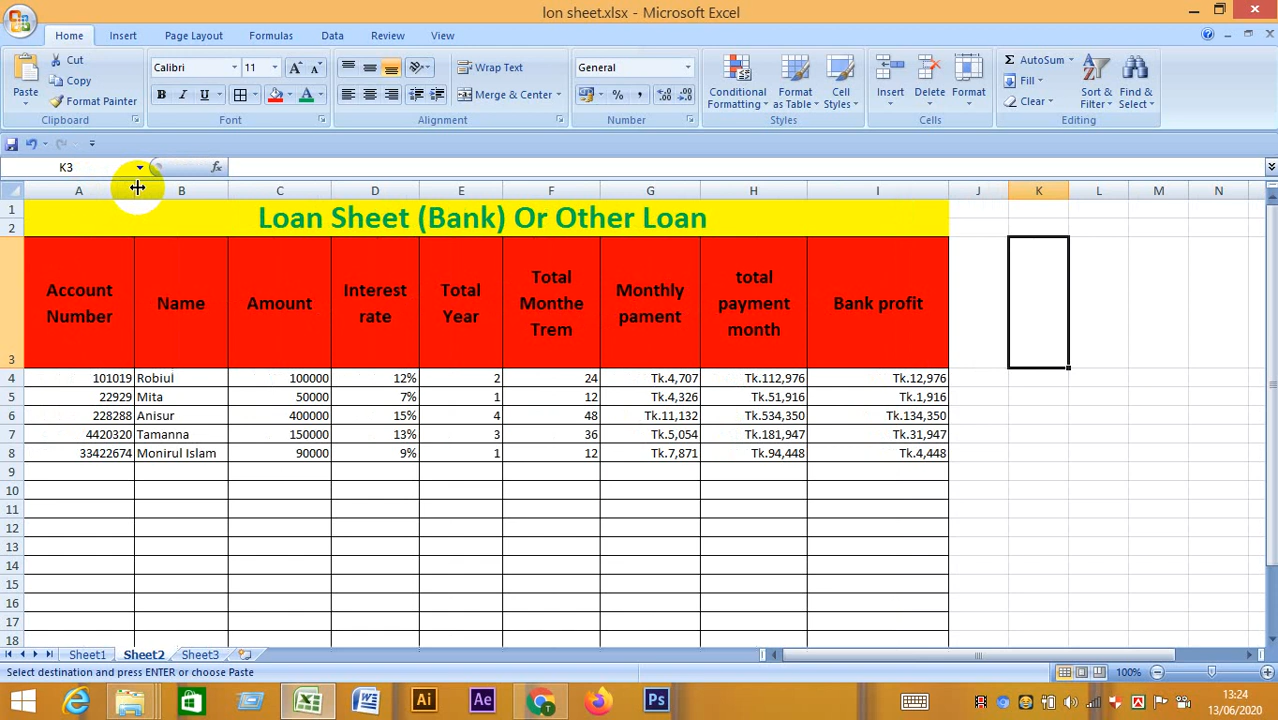 lon sheet.xlsx - Microsoft Excel
Home Insert Page Layout Formulas Data Review View
Paste Cut Copy Format Painter Clipboard
Calibri 11 A A B I U A Font
Wrap Text Merge & Center Alignment
General % , Number
Conditional Formatting Format as Table Cell Styles Styles
Insert Delete Format Cells
Σ AutoSum Fill Clear Sort & Filter Find & Select Editing
K3 fx
A B C D E F G H I J K L M N
1 Loan Sheet (Bank) Or Other Loan
2
3 Account Number Name Amount Interest rate Total Year Total Monthe Trem Monthly pament total payment month Bank profit
4 101019 Robiul 100000 12% 2 24 Tk.4,707 Tk.112,976 Tk.12,976
5 22929 Mita 50000 7% 1 12 Tk.4,326 Tk.51,916 Tk.1,916
6 228288 Anisur 400000 15% 4 48 Tk.11,132 Tk.534,350 Tk.134,350
7 4420320 Tamanna 150000 13% 3 36 Tk.5,054 Tk.181,947 Tk.31,947
8 33422674 Monirul Islam 90000 9% 1 12 Tk.7,871 Tk.94,448 Tk.4,448
9
10
11
12
13
14
15
16
17
18
Sheet1 Sheet2 Sheet3
Select destination and press ENTER or choose Paste 100%
Ai Ae T Ps
13:24
13/06/2020